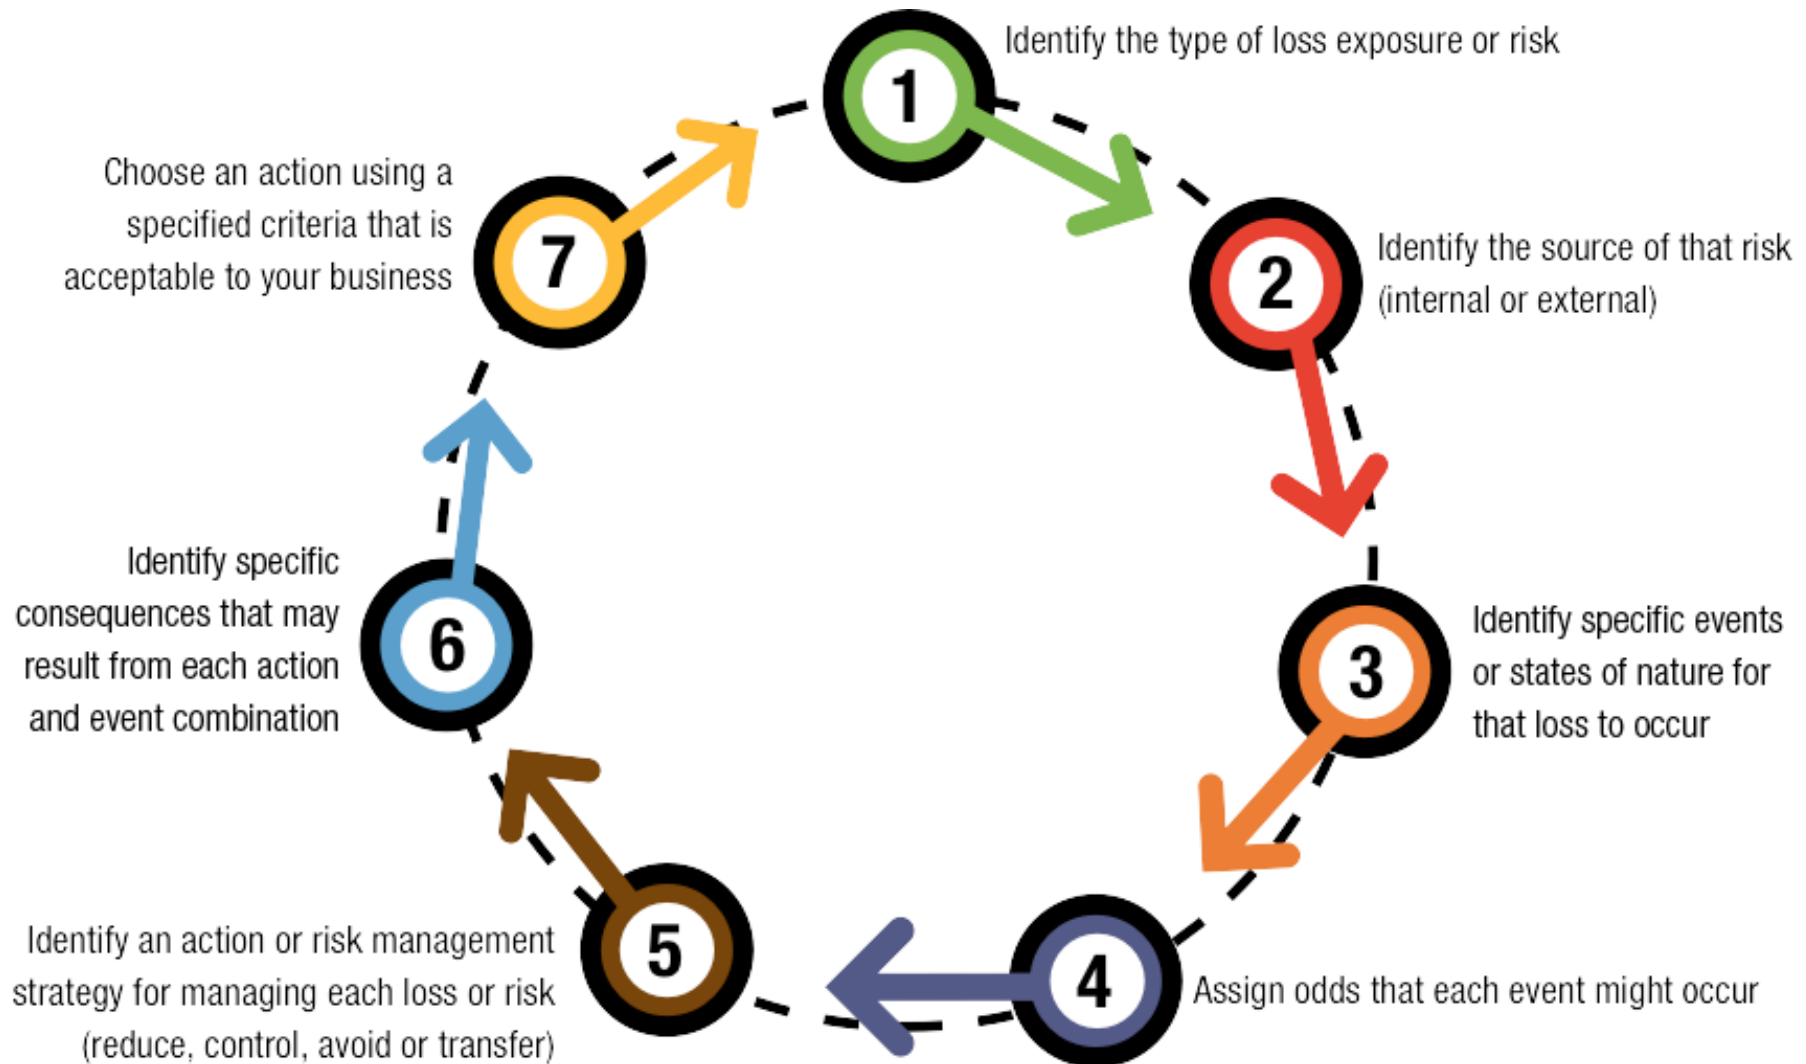 1
Identify the type of loss exposure or risk
2
Identify the source of that risk
(internal or external)
3
Identify specific events
or states of nature for
that loss to occur
4
Assign odds that each event might occur
5
Identify an action or risk management
strategy for managing each loss or risk
(reduce, control, avoid or transfer)
6
Identify specific
consequences that may
result from each action
and event combination
7
Choose an action using a
specified criteria that is
acceptable to your business